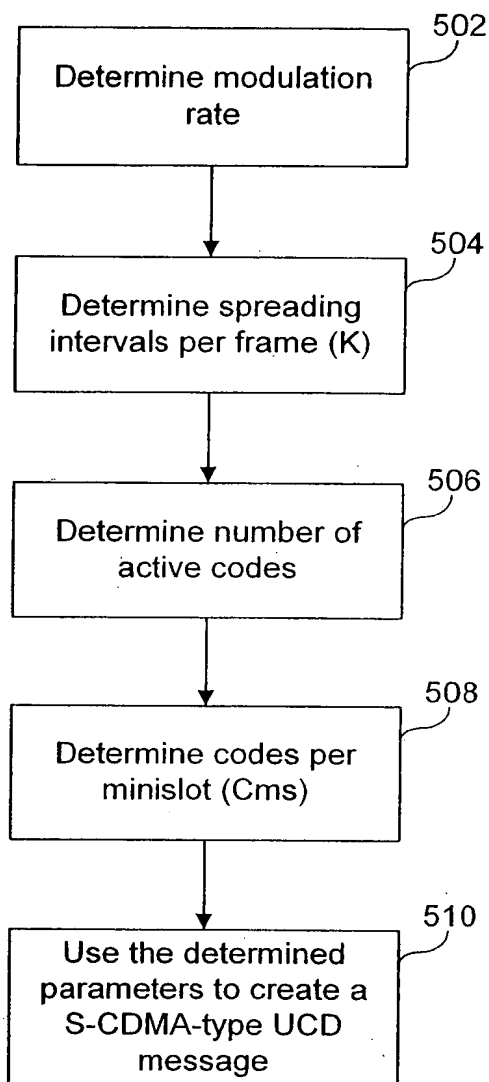 502
Determine modulation
rate
504
Determine spreading
intervals per frame (K)
506
Determine number of
active codes
508
Determine codes per
minislot (Cms)
510
Use the determined
parameters to create a
S-CDMA-type UCD
message